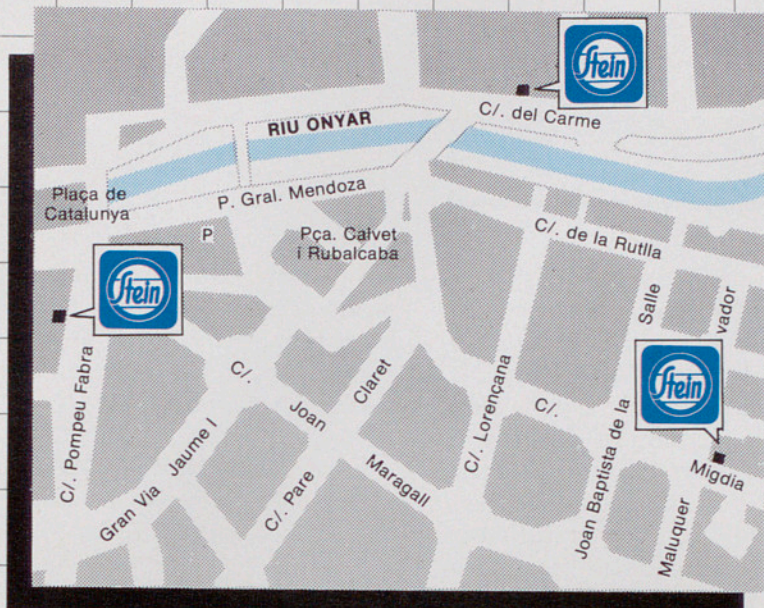 Stein
C/. del Carme
RIU ONYAR
Plaça de
Catalunya
P. Gral. Mendoza
P
Pça. Calvet
i Rubalcaba
C/. de la Rutlla
Stein
Salle
vador
C/. Pompeu Fabra
Stein
C/. Joan Maragall
Claret
C/. Pare
C/. Lorençana
C/. Migdia
Joan Baptista de la
Gran Via Jaume I
Maluquer